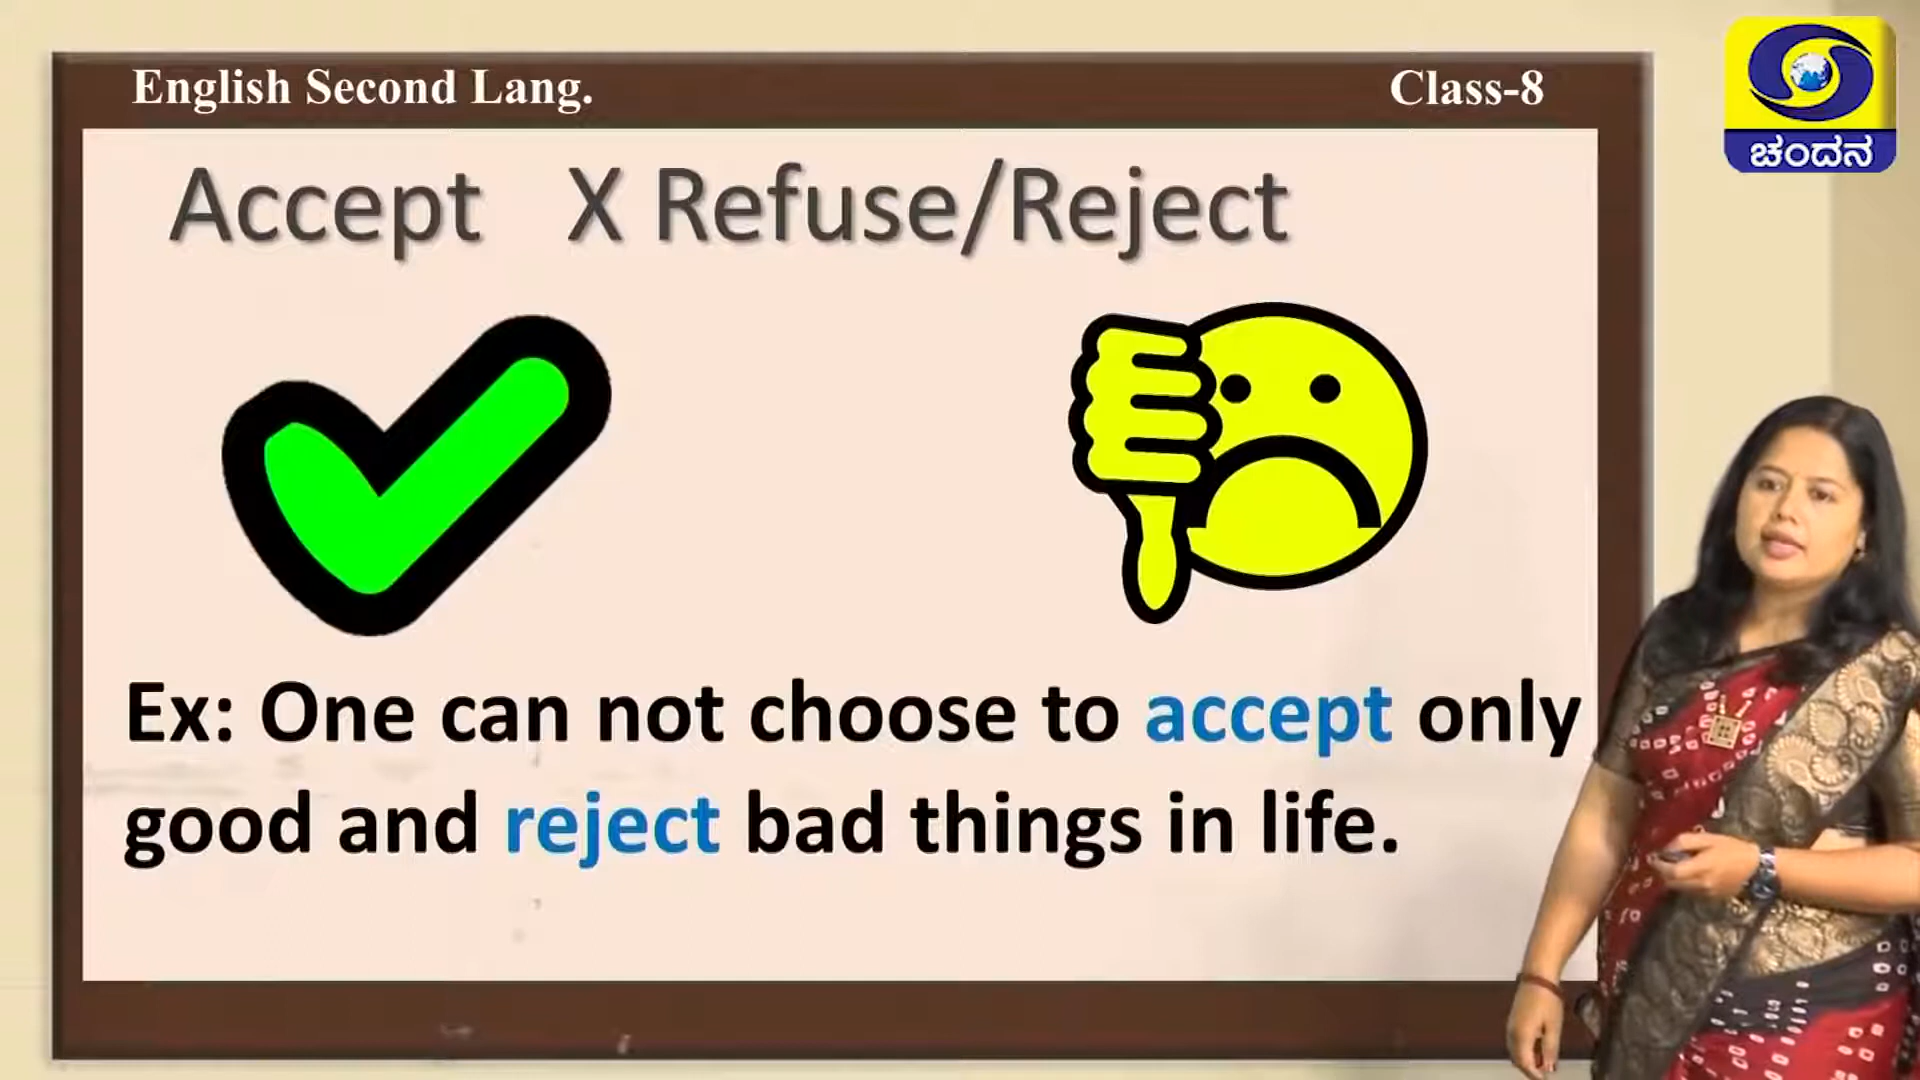 English Second Lang.
Class-8
ಚಂದನ
Accept X Refuse/Reject
Ex: One can not choose to accept only
good and reject bad things in life.